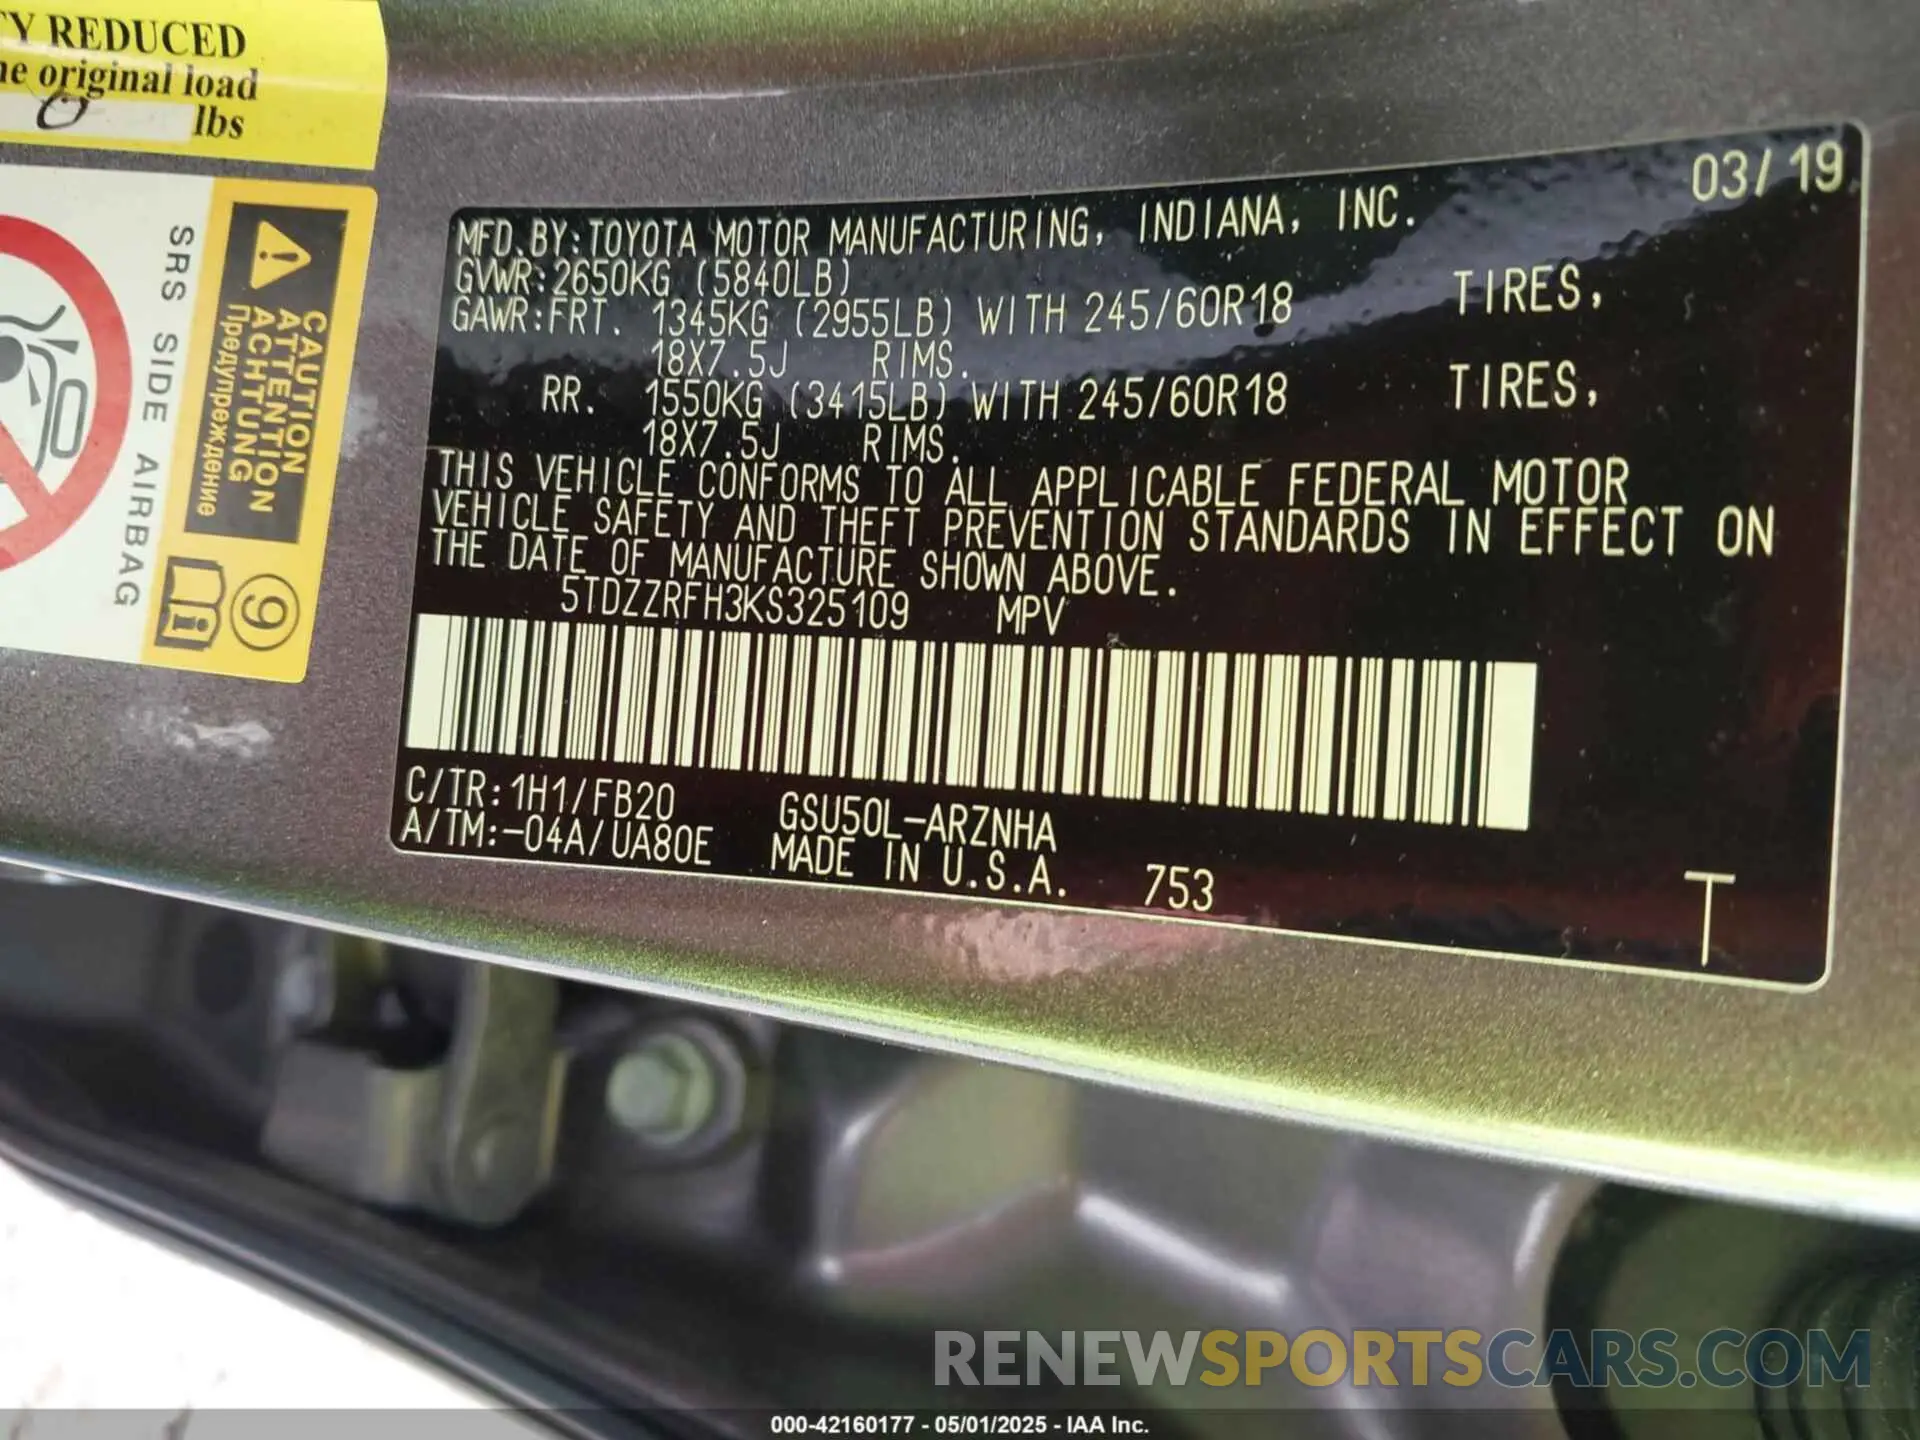 Y REDUCED
he original load
0 lbs
SRS SIDE AIRBAG
CAUTION
ATTENTION
ACHTUNG
Предупреждение
9
03/19
MFD.BY:TOYOTA MOTOR MANUFACTURING, INDIANA, INC.
GVWR:2650KG (5840LB)
GAWR:FRT. 1345KG (2955LB) WITH 245/60R18 TIRES,
18X7.5J RIMS.
RR. 1550KG (3415LB) WITH 245/60R18 TIRES,
18X7.5J RIMS.
THIS VEHICLE CONFORMS TO ALL APPLICABLE FEDERAL MOTOR
VEHICLE SAFETY AND THEFT PREVENTION STANDARDS IN EFFECT ON
THE DATE OF MANUFACTURE SHOWN ABOVE.
5TDZZRFH3KS325109 MPV
C/TR:1H1/FB20 GSU50L-ARZNHA
A/TM:-04A/UA80E MADE IN U.S.A. 753
T
RENEWSPORTSCARS.COM
000-42160177 - 05/01/2025 - IAA Inc.